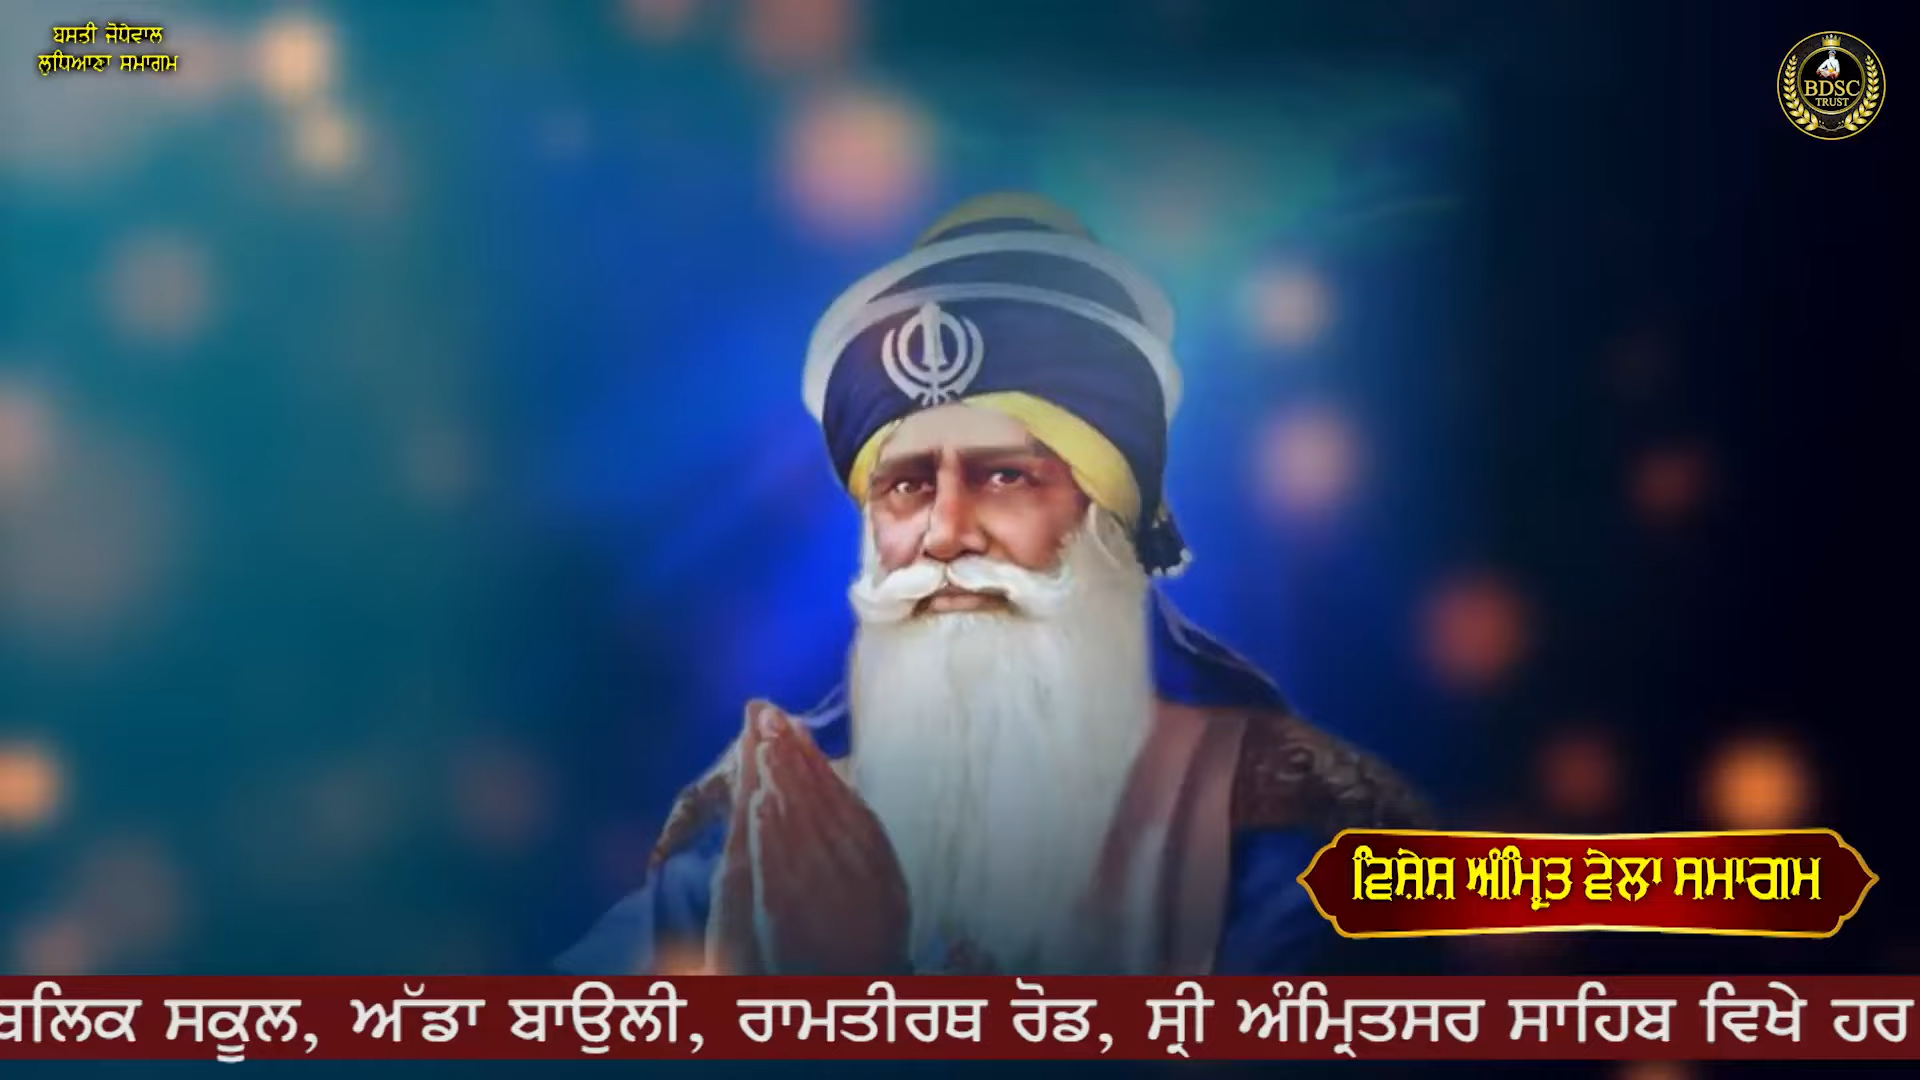 ਬਸਤੀ ਜੋਧੇਵਾਲ
ਲੁਧਿਆਣਾ ਸਮਾਗਮ
BDSC
TRUST
ਵਿਸ਼ੇਸ਼ ਅੰਮ੍ਰਿਤ ਵੇਲਾ ਸਮਾਗਮ
ਬਲਿਕ ਸਕੂਲ, ਅੱਡਾ ਬਾਉਲੀ, ਰਾਮਤੀਰਥ ਰੋਡ, ਸ੍ਰੀ ਅੰਮ੍ਰਿਤਸਰ ਸਾਹਿਬ ਵਿਖੇ ਹਰ